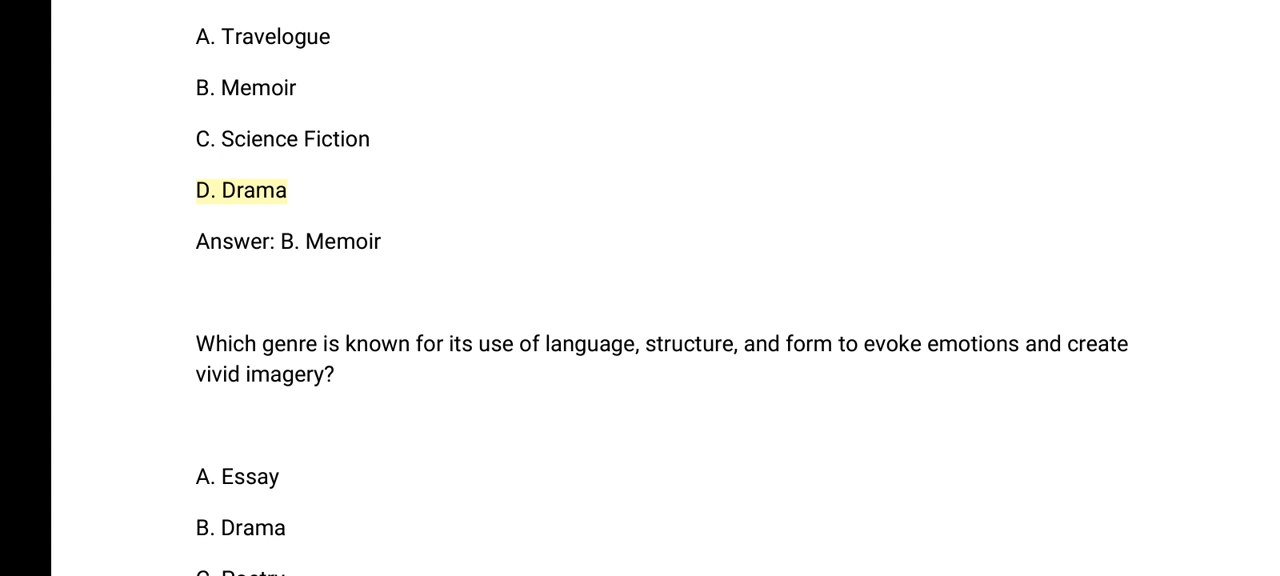 A. Travelogue
B. Memoir
C. Science Fiction
D. Drama
Answer: B. Memoir
Which genre is known for its use of language, structure, and form to evoke emotions and create
vivid imagery?
A. Essay
B. Drama
C. Poetry